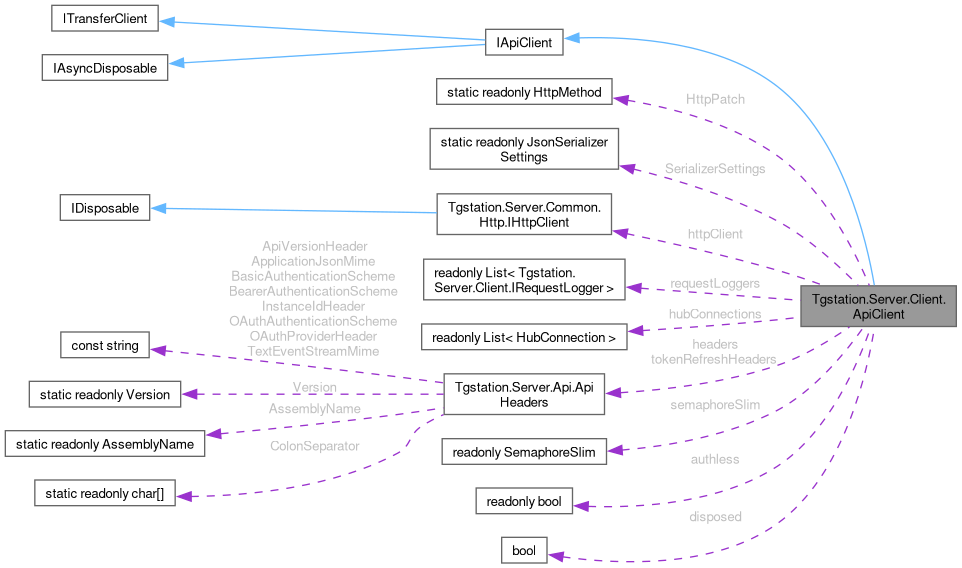 ITransferClient
IApiClient
IAsyncDisposable
static readonly HttpMethod
HttpPatch
static readonly JsonSerializer
Settings
SerializerSettings
IDisposable
Tgstation.Server.Common.
Http.IHttpClient
httpClient
ApiVersionHeader
ApplicationJsonMime
BasicAuthenticationScheme
BearerAuthenticationScheme
InstanceIdHeader
OAuthAuthenticationScheme
OAuthProviderHeader
TextEventStreamMime
readonly List< Tgstation.
Server.Client.IRequestLogger >
requestLoggers
Tgstation.Server.Client.
ApiClient
hubConnections
readonly List< HubConnection >
const string
headers
tokenRefreshHeaders
Tgstation.Server.Api.Api
Headers
Version
static readonly Version
AssemblyName
static readonly AssemblyName
semaphoreSlim
readonly SemaphoreSlim
ColonSeparator
static readonly char[]
authless
readonly bool
disposed
bool